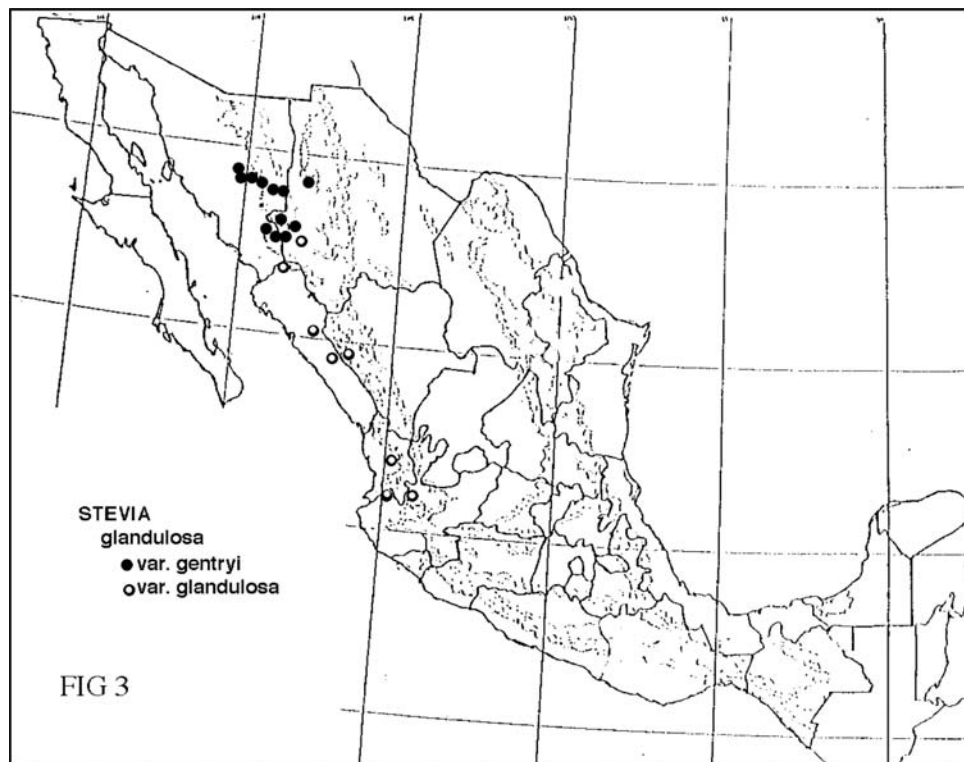 STEVIA
glandulosa
● var. gentryi
○ var. glandulosa
FIG 3